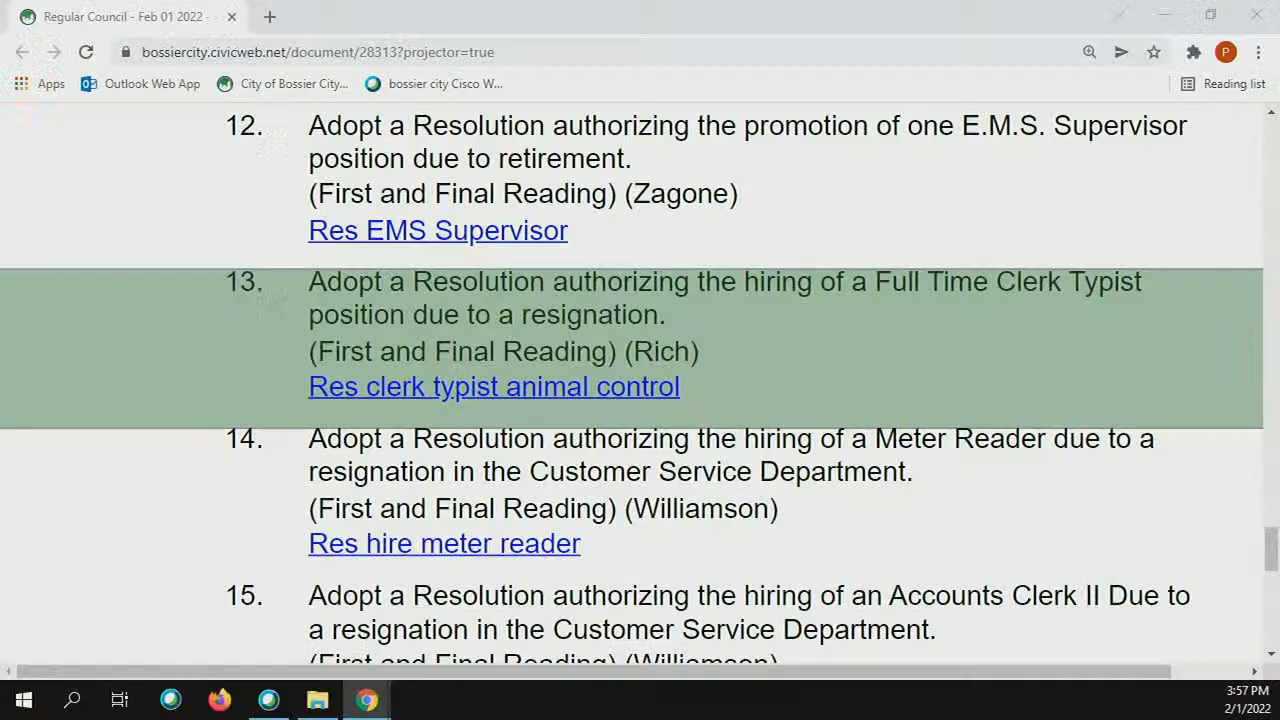 Regular Council - Feb 01 2022 -
bossiercity.civicweb.net/document/28313?projector=true
P
Apps
Outlook Web App
City of Bossier City...
bossier city Cisco W...
Reading list
12. Adopt a Resolution authorizing the promotion of one E.M.S. Supervisor
position due to retirement.
(First and Final Reading) (Zagone)
Res EMS Supervisor
13. Adopt a Resolution authorizing the hiring of a Full Time Clerk Typist
position due to a resignation.
(First and Final Reading) (Rich)
Res clerk typist animal control
14. Adopt a Resolution authorizing the hiring of a Meter Reader due to a
resignation in the Customer Service Department.
(First and Final Reading) (Williamson)
Res hire meter reader
15. Adopt a Resolution authorizing the hiring of an Accounts Clerk II Due to
a resignation in the Customer Service Department.
(First and Final Reading) (Williamson)
3:57 PM
2/1/2022